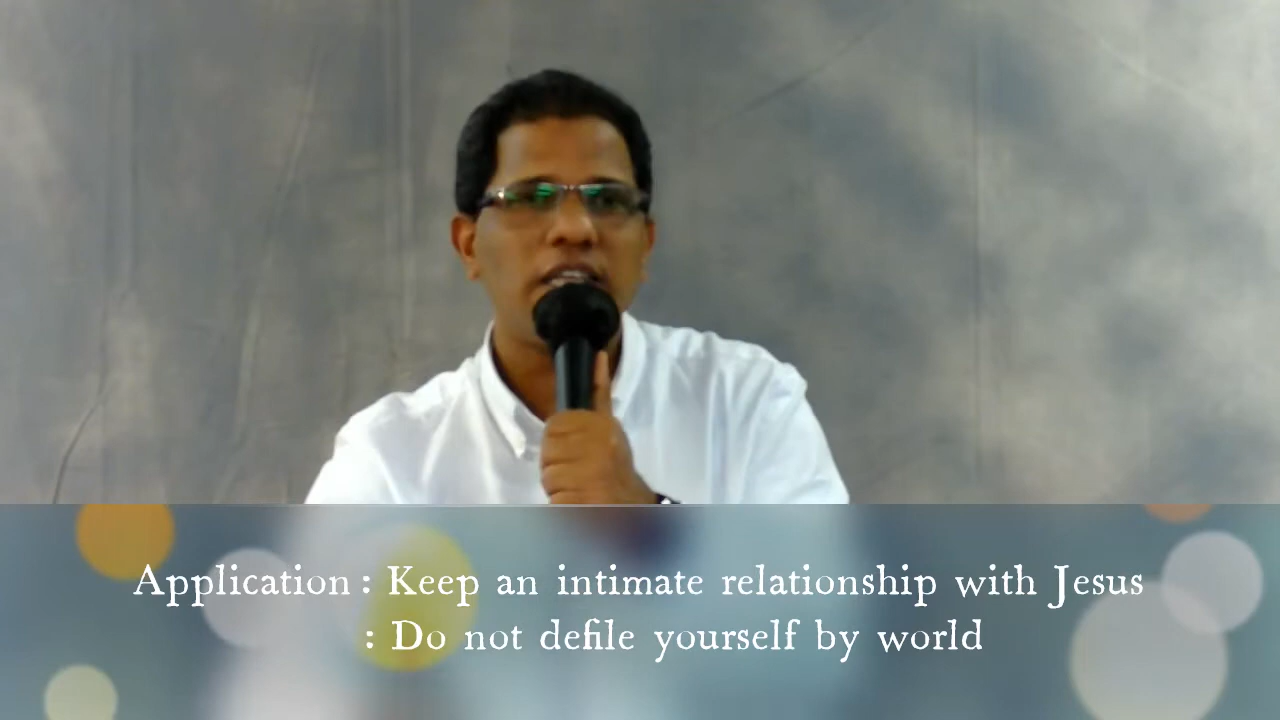 Application : Keep an intimate relationship with Jesus
: Do not defile yourself by world